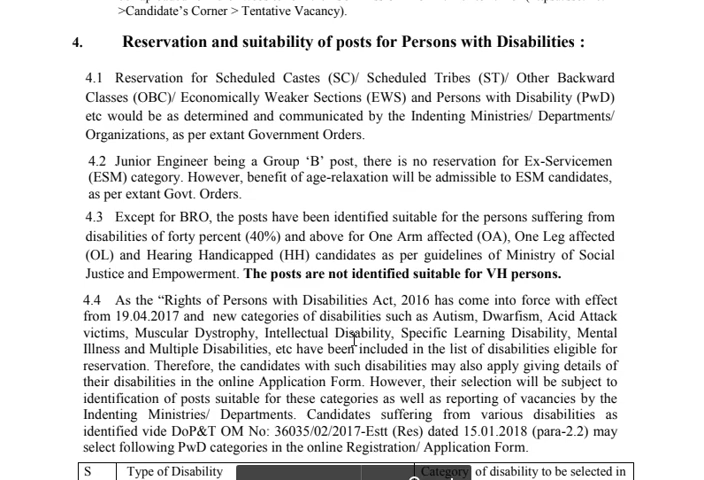 >Candidate's Corner > Tentative Vacancy).
4. Reservation and suitability of posts for Persons with Disabilities :
4.1 Reservation for Scheduled Castes (SC)/ Scheduled Tribes (ST)/ Other Backward
Classes (OBC)/ Economically Weaker Sections (EWS) and Persons with Disability (PwD)
etc would be as determined and communicated by the Indenting Ministries/ Departments/
Organizations, as per extant Government Orders.
4.2 Junior Engineer being a Group 'B' post, there is no reservation for Ex-Servicemen
(ESM) category. However, benefit of age-relaxation will be admissible to ESM candidates,
as per extant Govt. Orders.
4.3 Except for BRO, the posts have been identified suitable for the persons suffering from
disabilities of forty percent (40%) and above for One Arm affected (OA), One Leg affected
(OL) and Hearing Handicapped (HH) candidates as per guidelines of Ministry of Social
Justice and Empowerment. The posts are not identified suitable for VH persons.
4.4 As the “Rights of Persons with Disabilities Act, 2016 has come into force with effect
from 19.04.2017 and new categories of disabilities such as Autism, Dwarfism, Acid Attack
victims, Muscular Dystrophy, Intellectual Disability, Specific Learning Disability, Mental
Illness and Multiple Disabilities, etc have been included in the list of disabilities eligible for
reservation. Therefore, the candidates with such disabilities may also apply giving details of
their disabilities in the online Application Form. However, their selection will be subject to
identification of posts suitable for these categories as well as reporting of vacancies by the
Indenting Ministries/ Departments. Candidates suffering from various disabilities as
identified vide DoP&T OM No: 36035/02/2017-Estt (Res) dated 15.01.2018 (para-2.2) may
select following PwD categories in the online Registration/ Application Form.
S Type of Disability Category of disability to be selected in